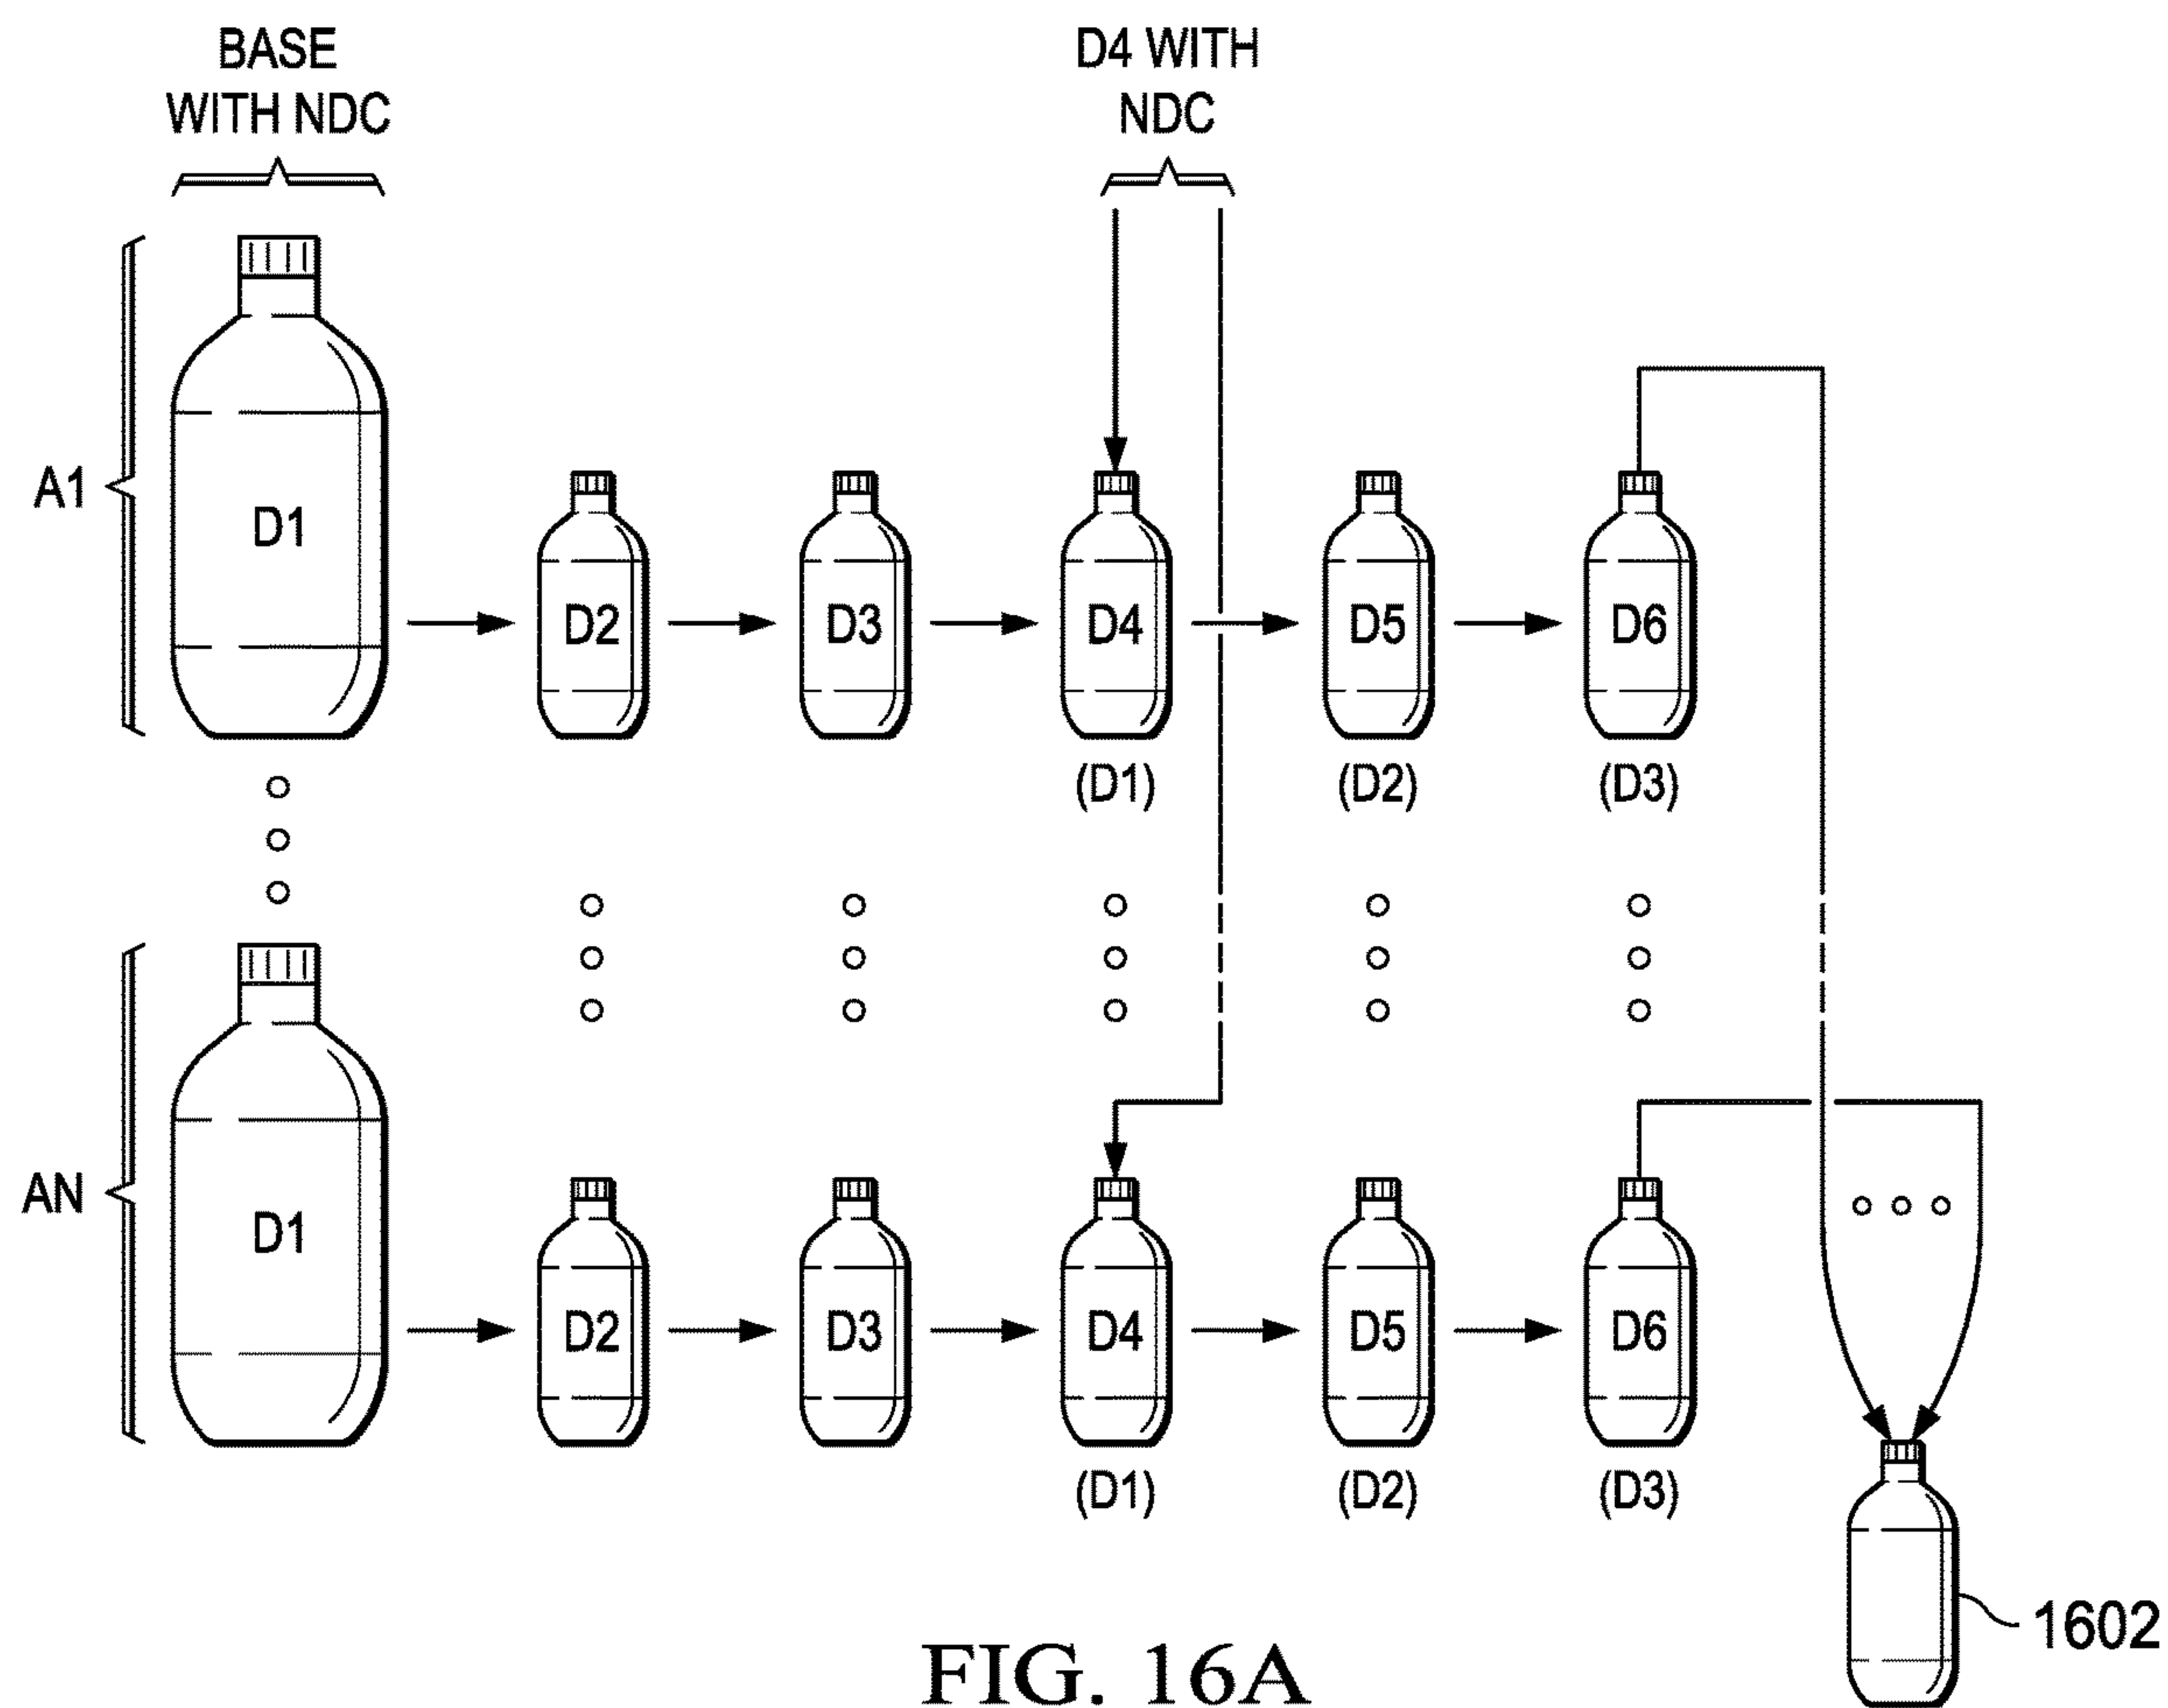 BASE
WITH NDC
D4 WITH
NDC
A1
D1
D2
D3
D4
D5
D6
(D1)
(D2)
(D3)
AN
D1
D2
D3
D4
D5
D6
(D1)
(D2)
(D3)
1602
FIG. 16A